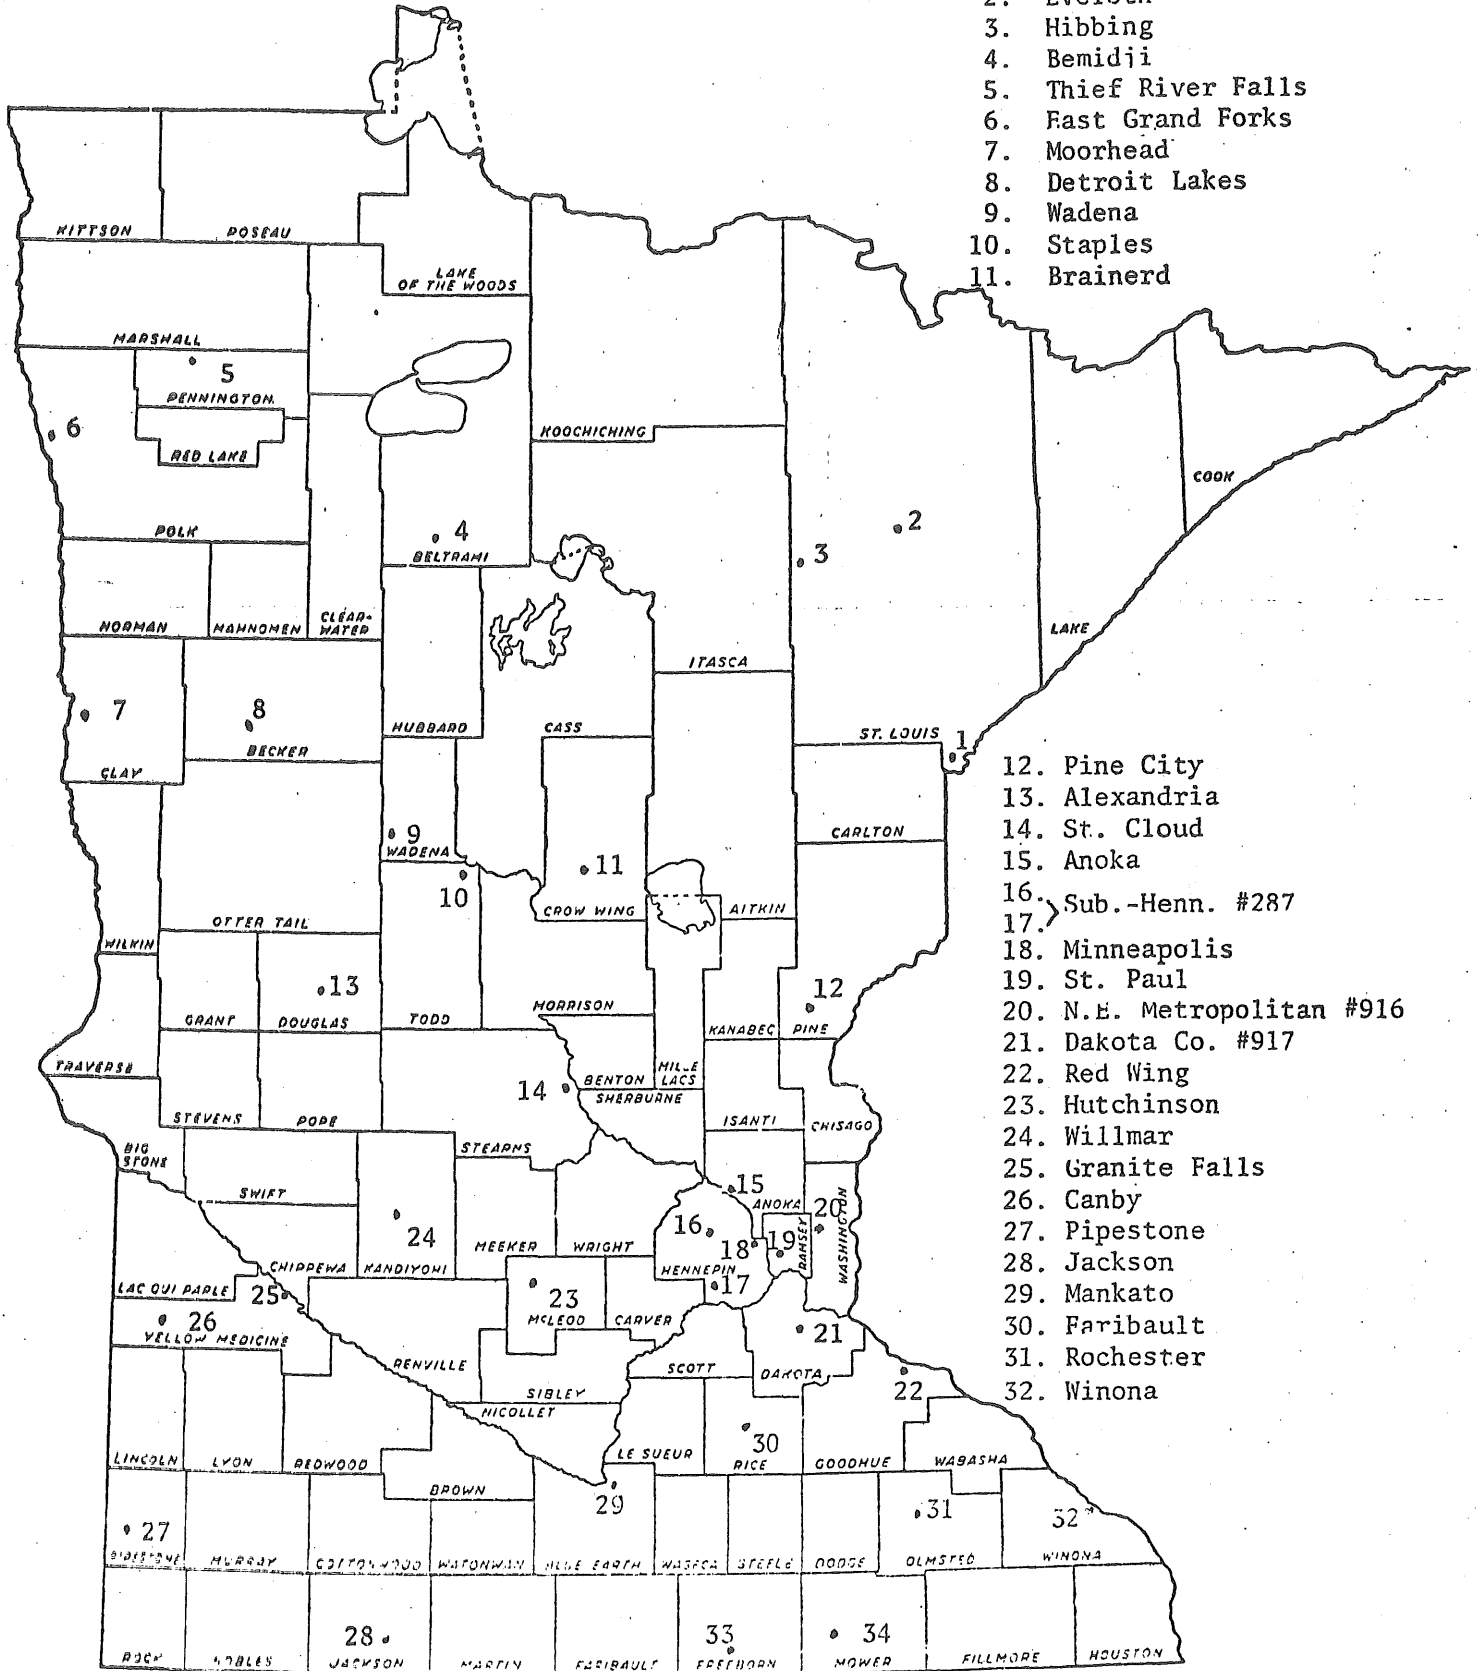 3. Hibbing
4. Bemidji
5. Thief River Falls
6. East Grand Forks
7. Moorhead
8. Detroit Lakes
9. Wadena
10. Staples
11. Brainerd
KITTSON
ROSEAU
LAKE
OF THE WOODS
MARSHALL
5
PENNINGTON
6
RED LAKE
KOOCHICHING
COOK
POLK
4
BELTRAMI
2
3
NORMAN
MAHNOMEN
CLEAR-
WATER
LAKE
ITASCA
7
8
BECKER
HUBBARD
CASS
ST. LOUIS
1
CLAY
9
WADENA
10
11
CARLTON
CROW WING
AITKIN
OTTER TAIL
WILKIN
13
12
GRANT
DOUGLAS
TODD
MORRISON
KANABEC
PINE
TRAVERSE
14
BENTON
MILLE
LACS
SHERBURNE
STEVENS
POPE
ISANTI
CHISAGO
12. Pine City
13. Alexandria
14. St. Cloud
15. Anoka
16.
17. Sub.-Henn. #287
18. Minneapolis
19. St. Paul
20. N.E. Metropolitan #916
21. Dakota Co. #917
22. Red Wing
23. Hutchinson
24. Willmar
25. Granite Falls
26. Canby
27. Pipestone
28. Jackson
29. Mankato
30. Faribault
31. Rochester
32. Winona
BIG
STONE
STEARNS
SWIFT
15
ANOKA
20
WASHINGTON
16
18
19
RAMSEY
24
MEEKER
WRIGHT
HENNEPIN
17
CHIPPEWA
KANDIYOHI
LAC QUI PARLE
25
23
McLEOD
CARVER
26
YELLOW MEDICINE
21
RENVILLE
SCOTT
DAKOTA
SIBLEY
22
NICOLLET
30
LE SUEUR
LINCOLN
LYON
REDWOOD
RICE
GOODHUE
WABASHA
BROWN
29
31
32
27
PIPESTONE
MURRAY
COTTONWOOD
WATONWAN
BLUE EARTH
WASECA
STEELE
DODGE
OLMSTED
WINONA
28
33
34
ROCK
NOBLES
JACKSON
MARTIN
FARIBAULT
FREEBORN
MOWER
FILLMORE
HOUSTON